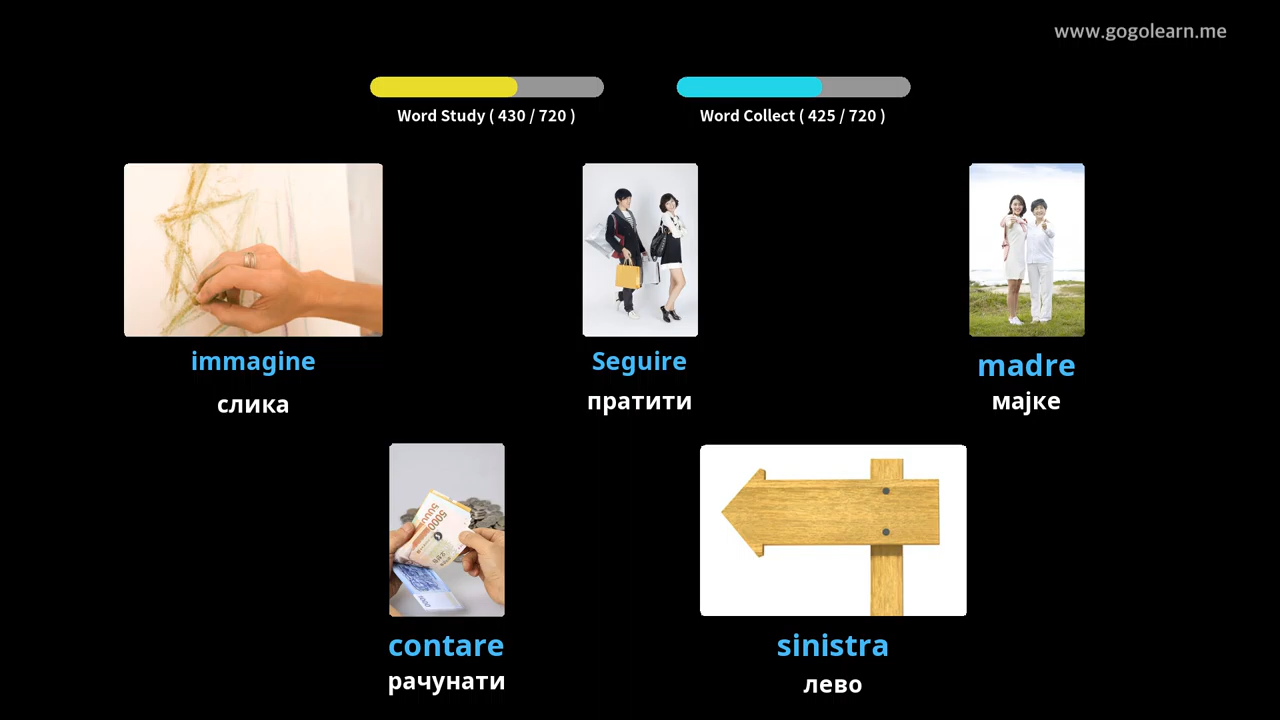 www.gogolearn.me
Word Study ( 430 / 720 )
Word Collect ( 425 / 720 )
immagine
слика
Seguire
пратити
madre
мајке
5000
contare
рачунати
sinistra
лево